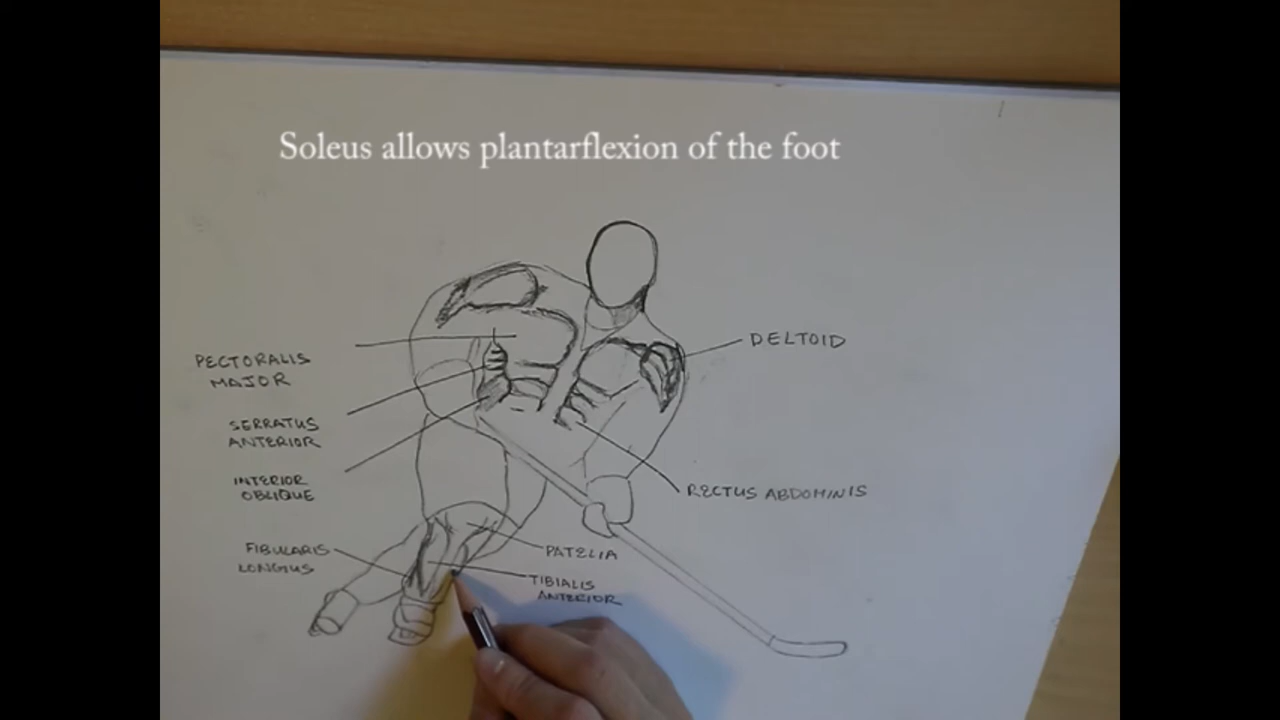 Soleus allows plantarflexion of the foot
DELTOID
PECTORALIS
MAJOR
SERRATUS
ANTERIOR
INTERIOR
OBLIQUE
RECTUS ABDOMINIS
FIBULARIS
LONGUS
PATELIA
TIBIALIS
ANTERIOR